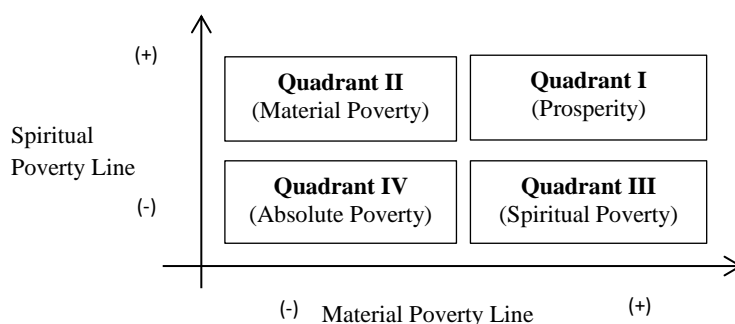 (+)
Quadrant II
(Material Poverty)
Quadrant I
(Prosperity)
Spiritual
Poverty Line
(-)
Quadrant IV
(Absolute Poverty)
Quadrant III
(Spiritual Poverty)
(-)
Material Poverty Line
(+)